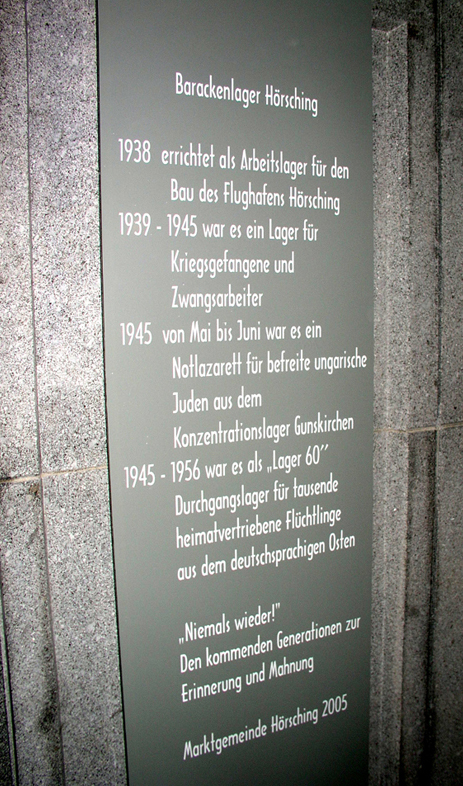 Barackenlager Hörsching
1938 errichtet als Arbeitslager für den
Bau des Flughafens Hörsching
1939 - 1945 war es ein Lager für
Kriegsgefangene und
Zwangsarbeiter
1945 von Mai bis Juni war es ein
Notlazarett für befreite ungarische
Juden aus dem
Konzentrationslager Gunskirchen
1945 - 1956 war es als „Lager 60″
Durchgangslager für tausende
heimatvertriebene Flüchtlinge
aus dem deutschsprachigen Osten
„Niemals wieder!"
Den kommenden Generationen zur
Erinnerung und Mahnung
Marktgemeinde Hörsching 2005